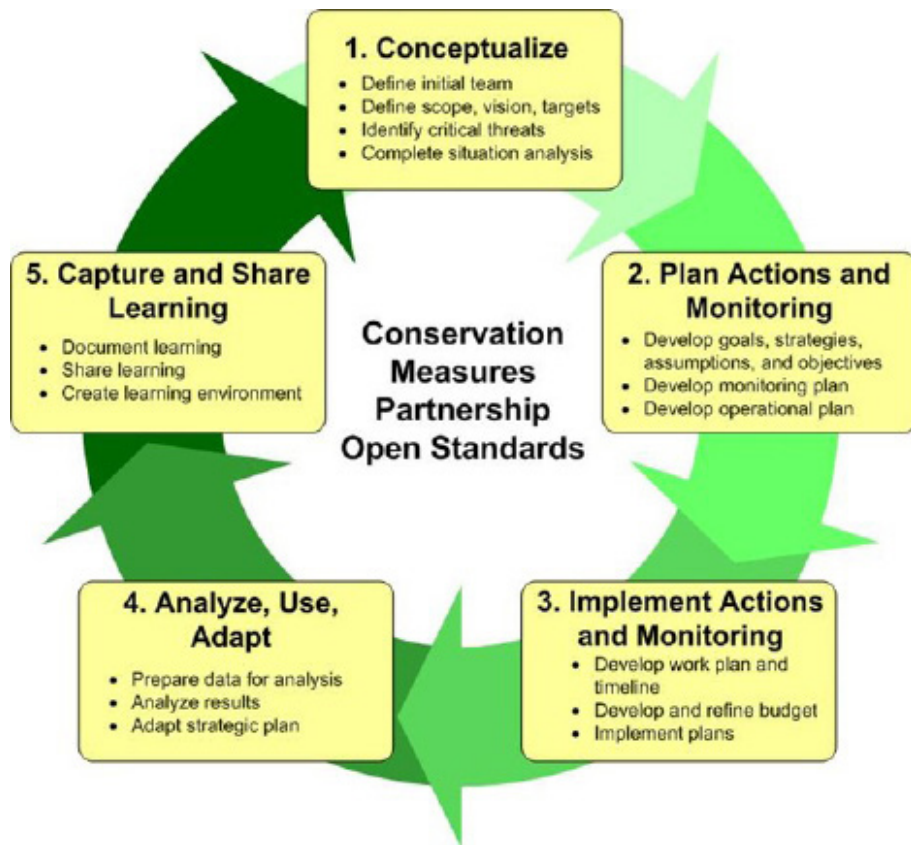 1. Conceptualize
• Define initial team
• Define scope, vision, targets
• Identify critical threats
• Complete situation analysis
2. Plan Actions and
Monitoring
• Develop goals, strategies,
assumptions, and objectives
• Develop monitoring plan
• Develop operational plan
3. Implement Actions
and Monitoring
• Develop work plan and
timeline
• Develop and refine budget
• Implement plans
4. Analyze, Use,
Adapt
• Prepare data for analysis
• Analyze results
• Adapt strategic plan
5. Capture and Share
Learning
• Document learning
• Share learning
• Create learning environment
Conservation
Measures
Partnership
Open Standards